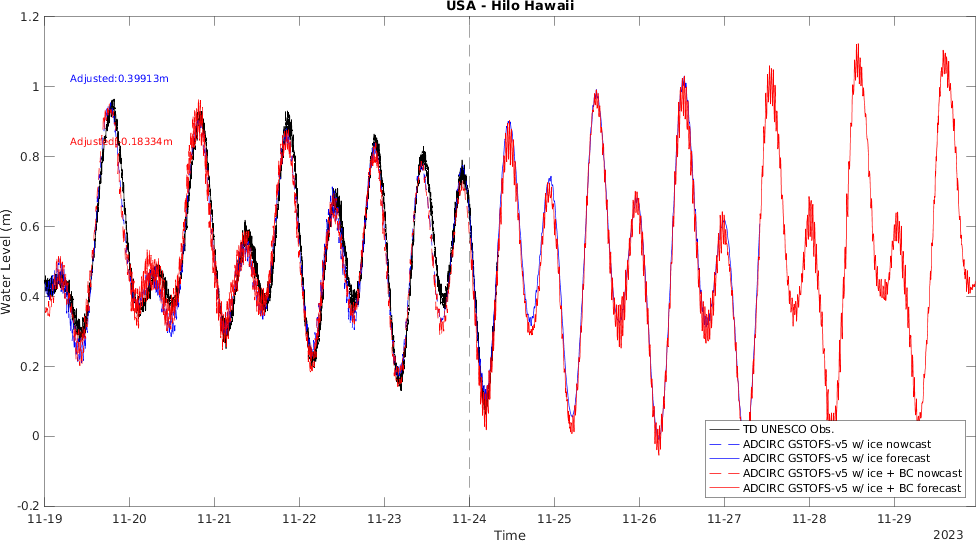 USA - Hilo Hawaii
1.2
1
0.8
0.6
0.4
0.2
0
-0.2
Water Level (m)
Adjusted:0.39913m
Adjusted:-0.18334m
TD UNESCO Obs.
ADCIRC GSTOFS-v5 w/ ice nowcast
ADCIRC GSTOFS-v5 w/ ice forecast
ADCIRC GSTOFS-v5 w/ ice + BC nowcast
ADCIRC GSTOFS-v5 w/ ice + BC forecast
11-19 11-20 11-21 11-22 11-23 11-24 11-25 11-26 11-27 11-28 11-29
Time
2023